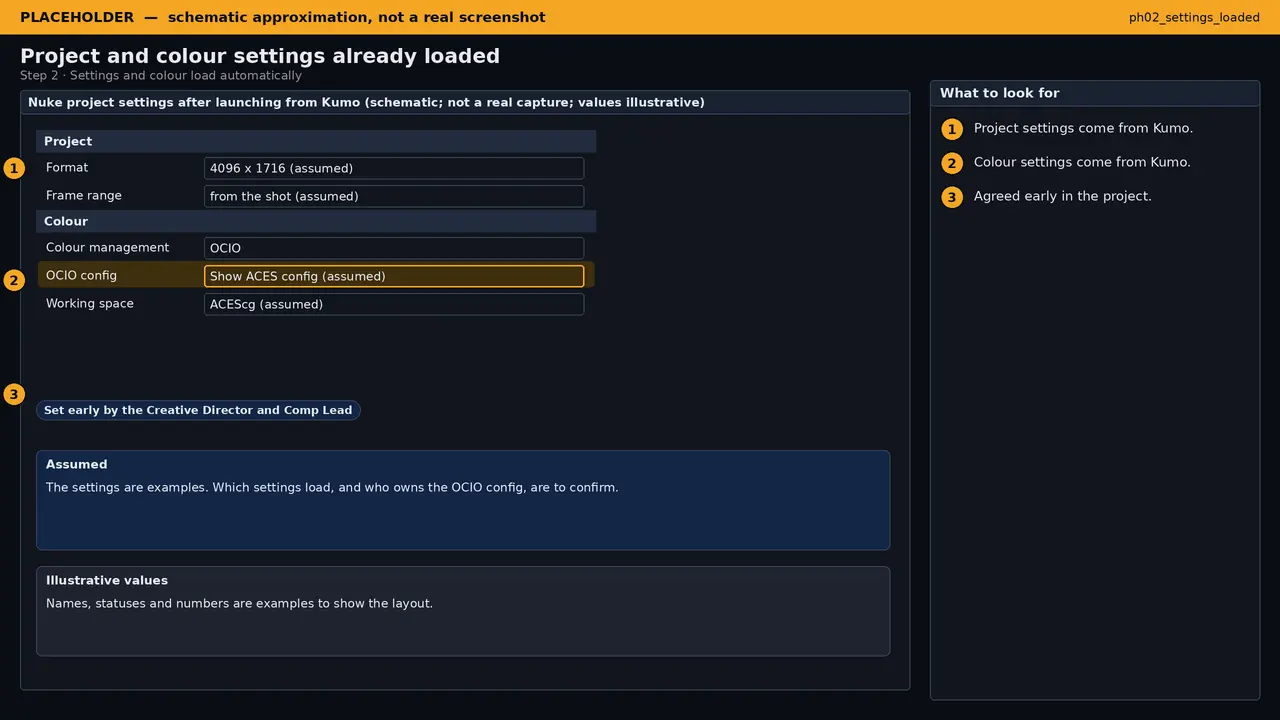 PLACEHOLDER — schematic approximation, not a real screenshot
ph02_settings_loaded
Project and colour settings already loaded
Step 2 · Settings and colour load automatically
Nuke project settings after launching from Kumo (schematic; not a real capture; values illustrative)
Project
1
Format
4096 x 1716 (assumed)
Frame range
from the shot (assumed)
Colour
Colour management
OCIO
2
OCIO config
Show ACES config (assumed)
Working space
ACEScg (assumed)
3
Set early by the Creative Director and Comp Lead
Assumed
The settings are examples. Which settings load, and who owns the OCIO config, are to confirm.
Illustrative values
Names, statuses and numbers are examples to show the layout.
What to look for
1 Project settings come from Kumo.
2 Colour settings come from Kumo.
3 Agreed early in the project.